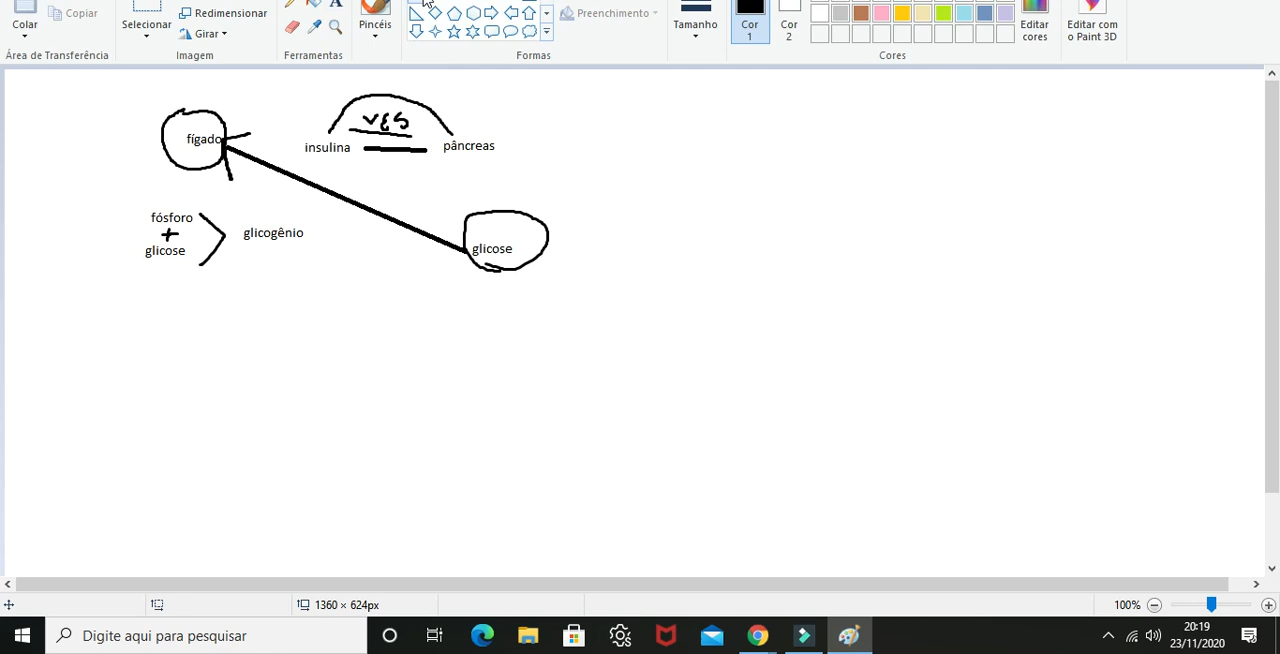 Colar
Copiar
Selecionar
Redimensionar
Girar
Pincéis
Preenchimento
Tamanho
Cor
1
Cor
2
Editar
cores
Editar com
o Paint 3D
Área de Transferência
Imagem
Ferramentas
Formas
Cores
fígado
VES
insulina
pâncreas
fósforo
+
glicose
glicogênio
glicose
1360 × 624px
100%
Digite aqui para pesquisar
20:19
23/11/2020